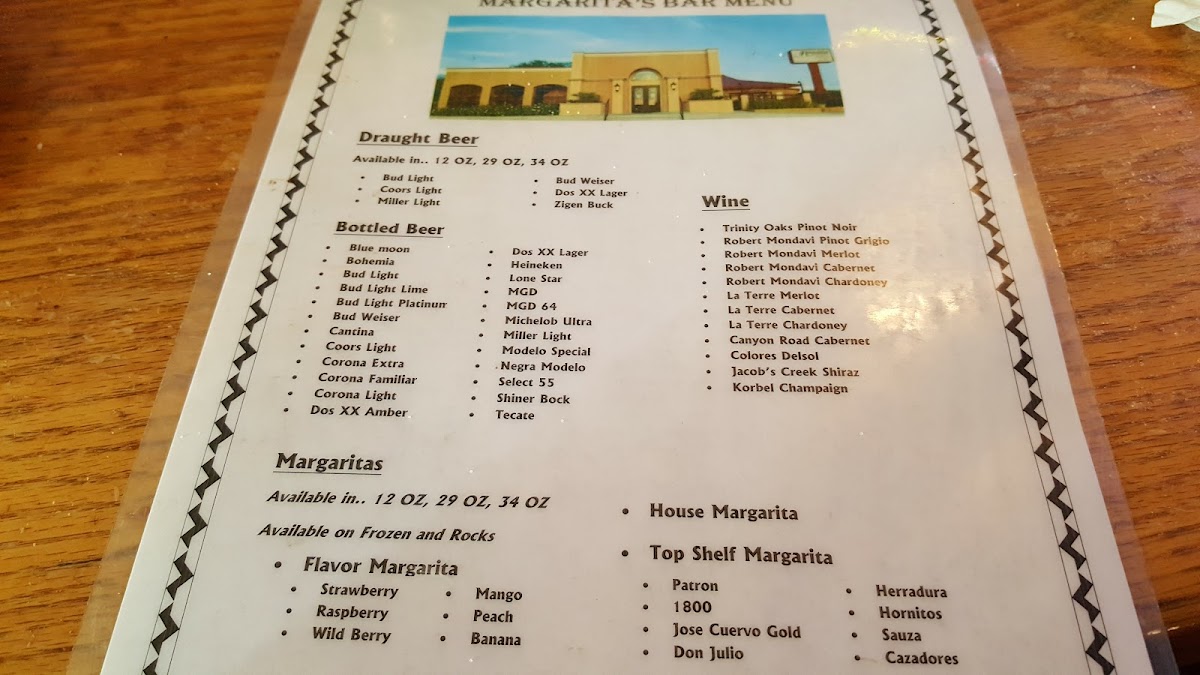 MARGARITA'S BAR MENU
Draught Beer
Available in.. 12 OZ, 29 OZ, 34 OZ
• Bud Light
• Coors Light
• Miller Light
• Bud Weiser
• Dos XX Lager
• Zigen Buck
Bottled Beer
• Blue moon
• Bohemia
• Bud Light
• Bud Light Lime
• Bud Light Platinum
• Bud Weiser
• Cantina
• Coors Light
• Corona Extra
• Corona Familiar
• Corona Light
• Dos XX Amber
• Dos XX Lager
• Heineken
• Lone Star
• MGD
• MGD 64
• Michelob Ultra
• Miller Light
• Modelo Special
• Negra Modelo
• Select 55
• Shiner Bock
• Tecate
Wine
• Trinity Oaks Pinot Noir
• Robert Mondavi Pinot Grigio
• Robert Mondavi Merlot
• Robert Mondavi Cabernet
• Robert Mondavi Chardoney
• La Terre Merlot
• La Terre Cabernet
• La Terre Chardoney
• Canyon Road Cabernet
• Colores Delsol
• Jacob's Creek Shiraz
• Korbel Champaign
Margaritas
Available in.. 12 OZ, 29 OZ, 34 OZ
Available on Frozen and Rocks
• Flavor Margarita
• Strawberry
• Raspberry
• Wild Berry
• Mango
• Peach
• Banana
• House Margarita
• Top Shelf Margarita
• Patron
• 1800
• Jose Cuervo Gold
• Don Julio
• Herradura
• Hornitos
• Sauza
• Cazadores